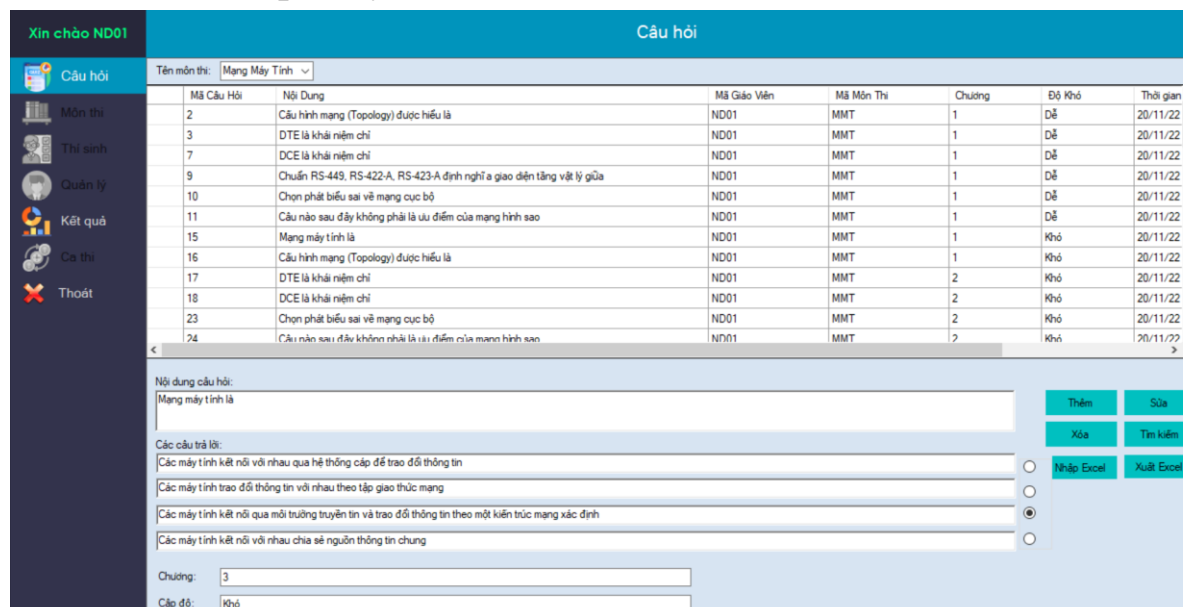 Xin chào ND01
Câu hỏi
Câu hỏi
Môn thi
Thí sinh
Quản lý
Kết quả
Ca thi
Thoát
Tên môn thi: Mạng Máy Tính
Mã Câu Hỏi Nội Dung Mã Giáo Viên Mã Môn Thi Chương Độ Khó Thời gian
2 Cấu hình mạng (Topology) được hiểu là ND01 MMT 1 Dễ 20/11/22
3 DTE là khái niệm chỉ ND01 MMT 1 Dễ 20/11/22
7 DCE là khái niệm chỉ ND01 MMT 1 Dễ 20/11/22
9 Chuẩn RS-449, RS-422-A, RS-423-A định nghĩa giao diện tầng vật lý giữa ND01 MMT 1 Dễ 20/11/22
10 Chọn phát biểu sai về mạng cục bộ ND01 MMT 1 Dễ 20/11/22
11 Câu nào sau đây không phải là ưu điểm của mạng hình sao ND01 MMT 1 Dễ 20/11/22
15 Mạng máy tính là ND01 MMT 1 Khó 20/11/22
16 Cấu hình mạng (Topology) được hiểu là ND01 MMT 1 Khó 20/11/22
17 DTE là khái niệm chỉ ND01 MMT 2 Khó 20/11/22
18 DCE là khái niệm chỉ ND01 MMT 2 Khó 20/11/22
23 Chọn phát biểu sai về mạng cục bộ ND01 MMT 2 Khó 20/11/22
24 Câu nào sau đây không phải là ưu điểm của mạng hình sao ND01 MMT 2 Khó 20/11/22
Nội dung câu hỏi:
Mạng máy tính là
Thêm Sửa
Xóa Tìm kiếm
Nhập Excel Xuất Excel
Các câu trả lời:
Các máy tính kết nối với nhau qua hệ thống cáp để trao đổi thông tin
Các máy tính trao đổi thông tin với nhau theo tập giao thức mạng
Các máy tính kết nối qua môi trường truyền tin và trao đổi thông tin theo một kiến trúc mạng xác định
Các máy tính kết nối với nhau chia sẻ nguồn thông tin chung
Chương: 3
Cấp độ: Khó